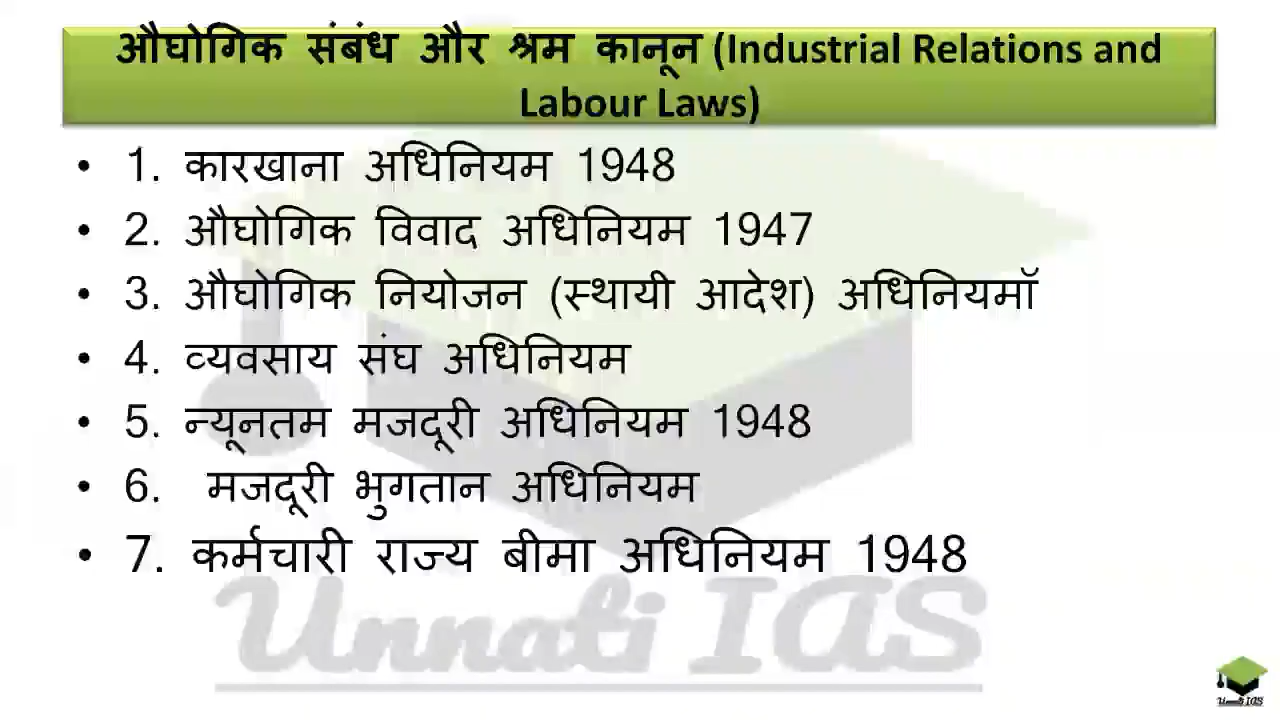 औघोगिक संबंध और श्रम कानून (Industrial Relations and
Labour Laws)
• 1. कारखाना अधिनियम 1948
• 2. औघोगिक विवाद अधिनियम 1947
• 3. औघोगिक नियोजन (स्थायी आदेश) अधिनियमॉ
• 4. व्यवसाय संघ अधिनियम
• 5. न्यूनतम मजदूरी अधिनियम 1948
• 6. मजदूरी भुगतान अधिनियम
• 7. कर्मचारी राज्य बीमा अधिनियम 1948
Unnati IAS
Unnati IAS